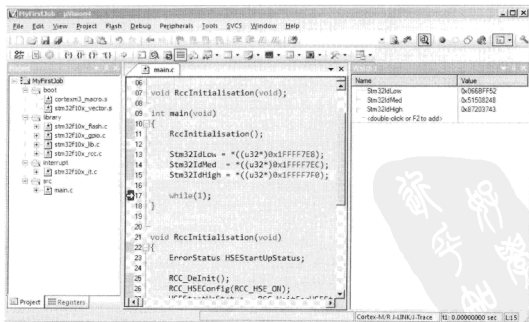 MyFirstJob - µVision4
File Edit View Project Flash Debug Peripherals Tools SVCS Window Help
MyFirstJob
boot
cortexm3_macro.s
stm32f10x_vector.s
library
stm32f10x_flash.c
stm32f10x_gpio.c
stm32f10x_lib.c
stm32f10x_rcc.c
interrupt
stm32f10x_it.c
src
main.c
Project Registers
main.c
06
07 void RccInitialisation(void);
08
09 int main(void)
10 {
11 RccInitialisation();
12
13 Stm32IdLow = *((u32*)0x1FFFF7E8);
14 Stm32IdMed = *((u32*)0x1FFFF7EC);
15 Stm32IdHigh = *((u32*)0x1FFFF7F0);
16
17 while(1);
18 }
19
20
21 void RccInitialisation(void)
22 {
23 ErrorStatus HSEStartUpStatus;
24
25 RCC_DeInit();
26 RCC_HSEConfig(RCC_HSE_ON);
Name Value
Stm32IdLow 0x066BFF52
Stm32IdMed 0x51508248
Stm32IdHigh 0x87203743
<double-click or F2 to add>
Cortex-M/R J-LINK/J-Trace t1: 0.00000000 sec L:15